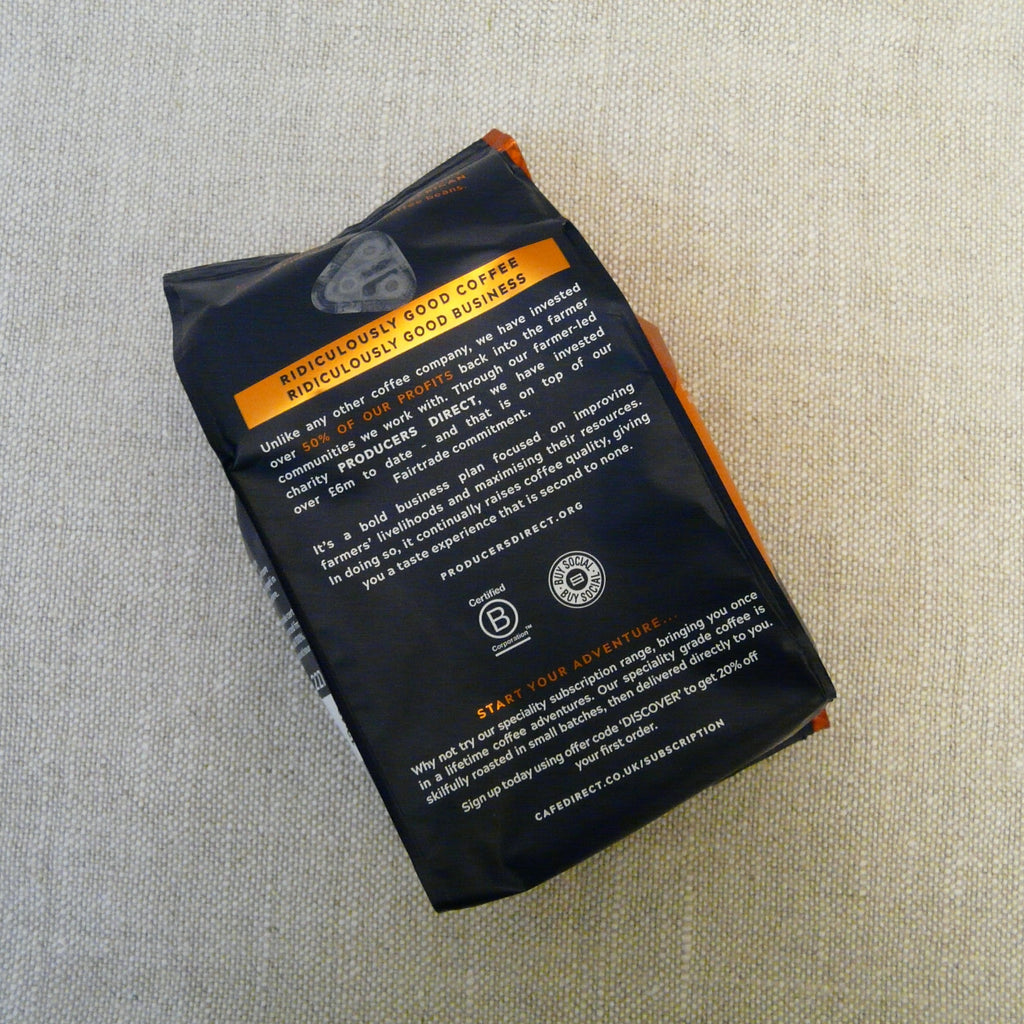 beans.
RIDICULOUSLY GOOD COFFEE
RIDICULOUSLY GOOD BUSINESS
Unlike any other coffee company, we have invested
over 50% OF OUR PROFITS back into the farmer
communities we work with. Through our farmer-led
charity PRODUCERS DIRECT, we have invested
over £6m to date - and that is on top of our
Fairtrade commitment.
It's a bold business plan focused on improving
farmers' livelihoods and maximising their resources.
In doing so, it continually raises coffee quality, giving
you a taste experience that is second to none.
PRODUCERSDIRECT.ORG
Certified
B
Corporation™
BUY SOCIAL
BUY SOCIAL
START YOUR ADVENTURE...
Why not try our speciality subscription range, bringing you once
in a lifetime coffee adventures. Our speciality grade coffee is
skilfully roasted in small batches, then delivered directly to you.
Sign up today using offer code 'DISCOVER' to get 20% off
your first order.
CAFEDIRECT.CO.UK/SUBSCRIPTION